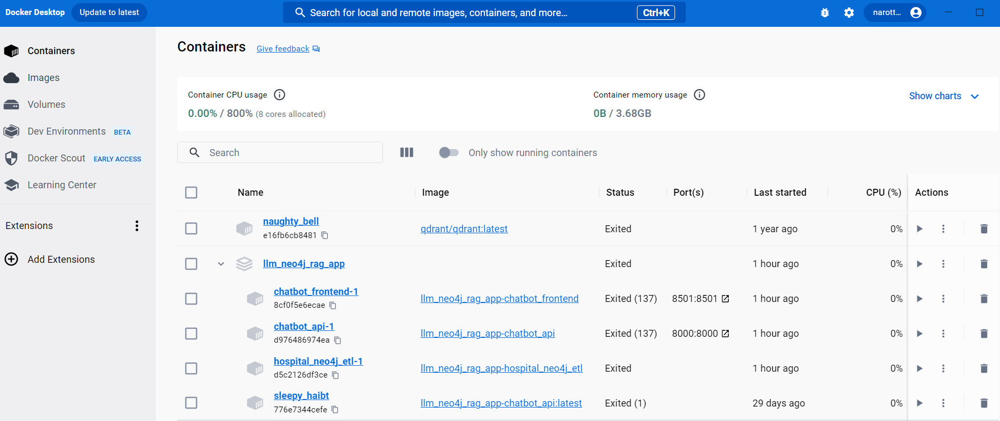 Docker Desktop Update to latest Search for local and remote images, containers, and more... Ctrl+K narott...
Containers
Images
Volumes
Dev Environments BETA
Docker Scout EARLY ACCESS
Learning Center
Extensions
Add Extensions
Containers Give feedback
Container CPU usage
0.00% / 800% (8 cores allocated)
Container memory usage
0B / 3.68GB
Show charts
Search
Only show running containers
Name Image Status Port(s) Last started CPU (%) Actions
naughty_bell
e16fb6cb8481
qdrant/qdrant:latest Exited 1 year ago 0%
llm_neo4j_rag_app Exited 1 hour ago 0%
chatbot_frontend-1
8cf0f5e6ecae
llm_neo4j_rag_app-chatbot_frontend Exited (137) 8501:8501 1 hour ago 0%
chatbot_api-1
d976486974ea
llm_neo4j_rag_app-chatbot_api Exited (137) 8000:8000 1 hour ago 0%
hospital_neo4j_etl-1
d5c2126df3ce
llm_neo4j_rag_app-hospital_neo4j_etl Exited 1 hour ago 0%
sleepy_haibt
776e7344cefe
llm_neo4j_rag_app-chatbot_api:latest Exited (1) 29 days ago 0%